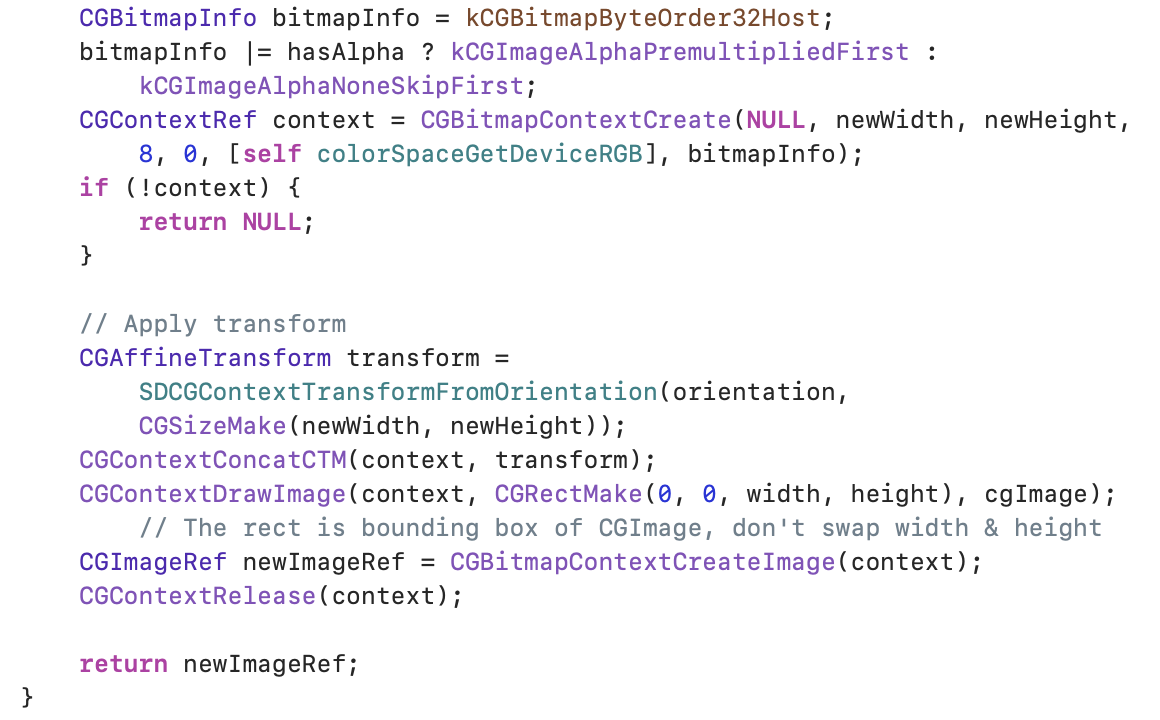 CGBitmapInfo bitmapInfo = kCGBitmapByteOrder32Host;
bitmapInfo |= hasAlpha ? kCGImageAlphaPremultipliedFirst :
kCGImageAlphaNoneSkipFirst;
CGContextRef context = CGBitmapContextCreate(NULL, newWidth, newHeight,
8, 0, [self colorSpaceGetDeviceRGB], bitmapInfo);
if (!context) {
return NULL;
}
// Apply transform
CGAffineTransform transform =
SDCGContextTransformFromOrientation(orientation,
CGSizeMake(newWidth, newHeight));
CGContextConcatCTM(context, transform);
CGContextDrawImage(context, CGRectMake(0, 0, width, height), cgImage);
// The rect is bounding box of CGImage, don't swap width & height
CGImageRef newImageRef = CGBitmapContextCreateImage(context);
CGContextRelease(context);
return newImageRef;
}